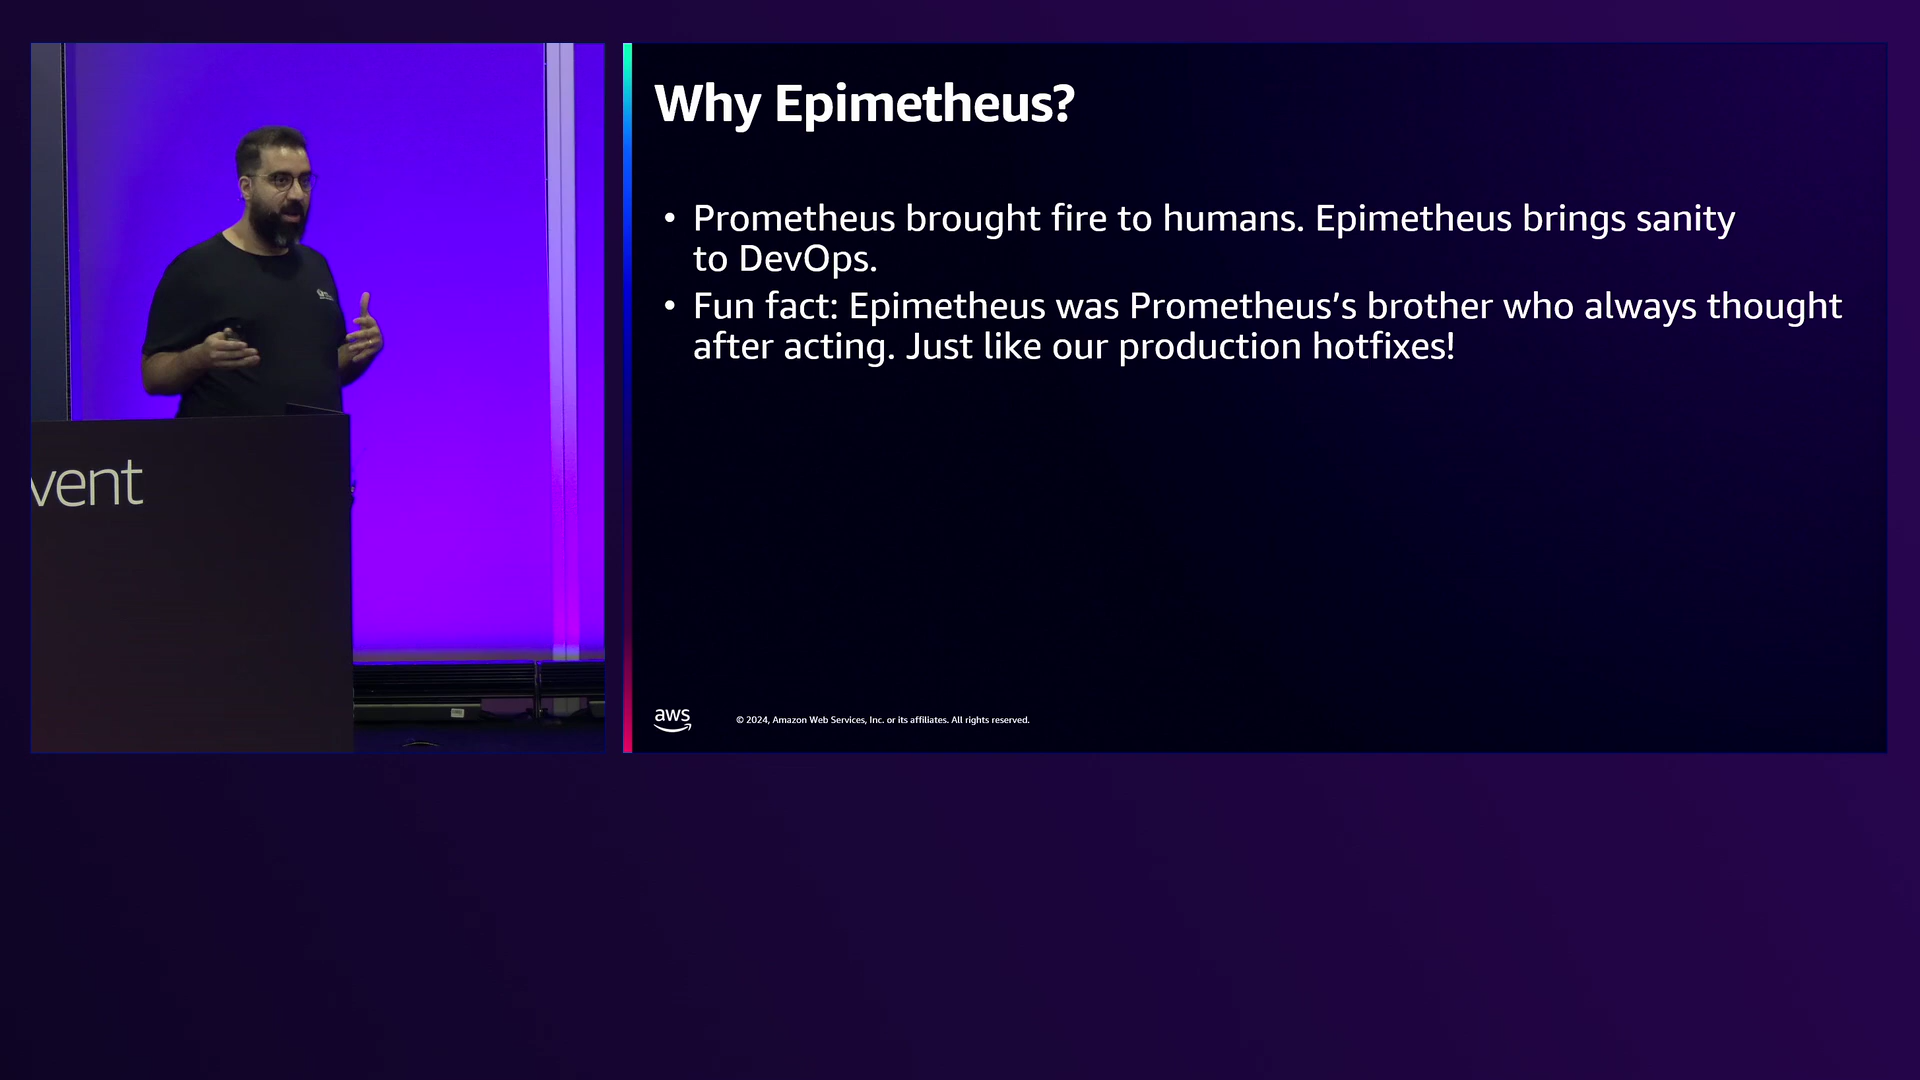 Why Epimetheus?
• Prometheus brought fire to humans. Epimetheus brings sanity
to DevOps.
• Fun fact: Epimetheus was Prometheus’s brother who always thought
after acting. Just like our production hotfixes!
vent
aws
© 2024, Amazon Web Services, Inc. or its affiliates. All rights reserved.